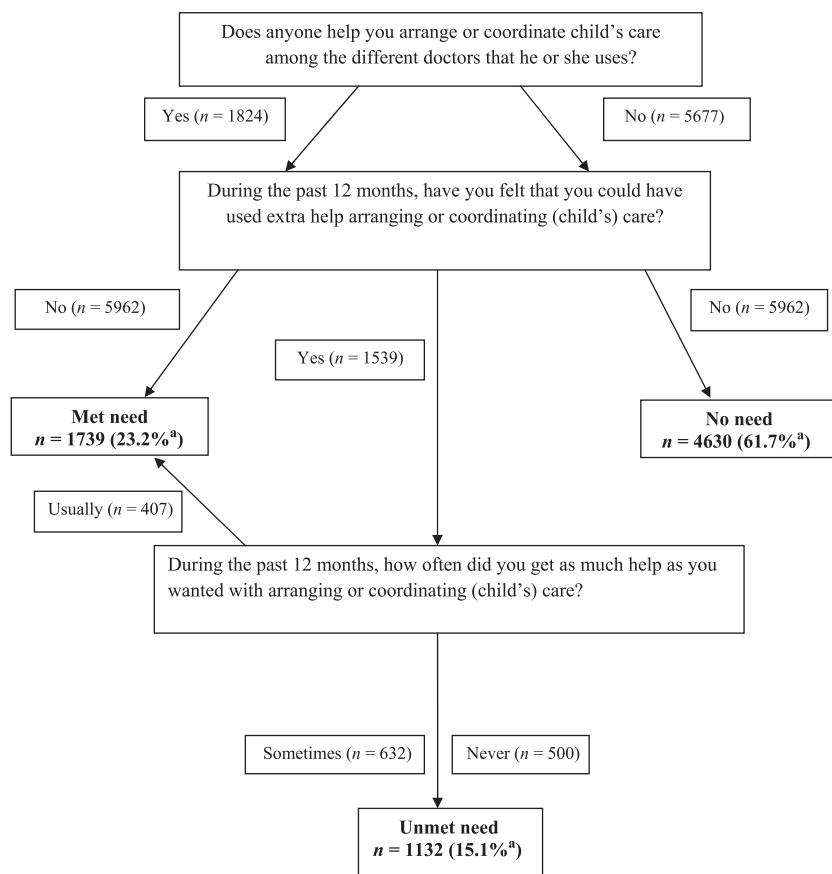 Does anyone help you arrange or coordinate child’s care
among the different doctors that he or she uses?
Yes (n = 1824)
No (n = 5677)
During the past 12 months, have you felt that you could have
used extra help arranging or coordinating (child’s) care?
No (n = 5962)
Yes (n = 1539)
No (n = 5962)
Met need
n = 1739 (23.2%ᵃ)
No need
n = 4630 (61.7%ᵃ)
Usually (n = 407)
During the past 12 months, how often did you get as much help as you
wanted with arranging or coordinating (child’s) care?
Sometimes (n = 632)
Never (n = 500)
Unmet need
n = 1132 (15.1%ᵃ)